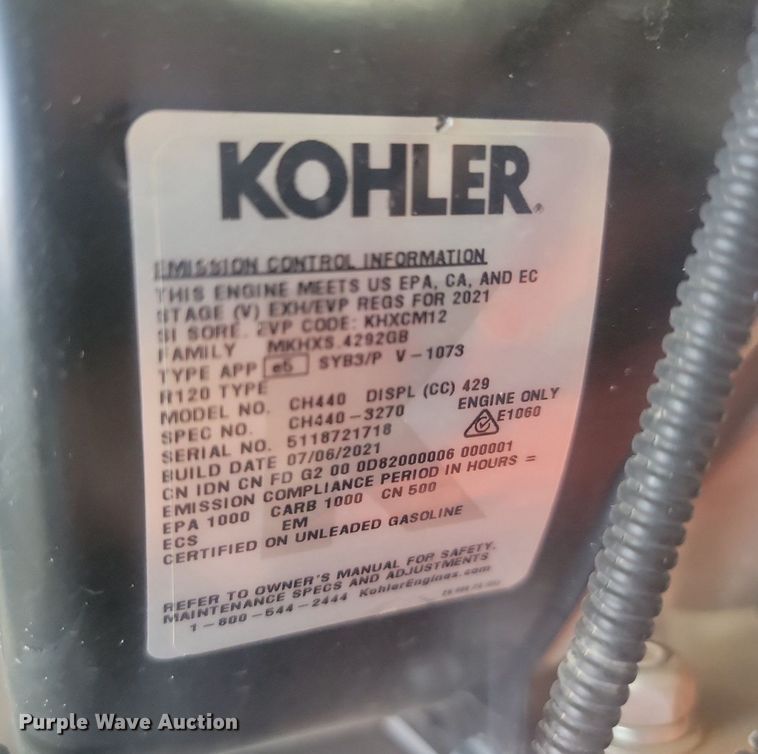 KOHLER®
EMISSION CONTROL INFORMATION
THIS ENGINE MEETS US EPA, CA, AND EC
STAGE (V) EXH/EVP REGS FOR 2021
SI SORE. EVP CODE: KHXCM12
FAMILY MKHXS.4292GB
TYPE APP e5 SYB3/P V-1073
R120 TYPE
MODEL NO. CH440 DISPL (CC) 429
SPEC NO. CH440-3270 ENGINE ONLY
SERIAL NO. 5118721718 E1060
BUILD DATE 07/06/2021
CN IDN CN FD G2 00 0D82000006 000001
EMISSION COMPLIANCE PERIOD IN HOURS =
EPA 1000 CARB 1000 CN 500
ECS EM
CERTIFIED ON UNLEADED GASOLINE
REFER TO OWNER'S MANUAL FOR SAFETY,
MAINTENANCE SPECS AND ADJUSTMENTS
1-800-544-2444 KohlerEngines.com
Purple Wave Auction